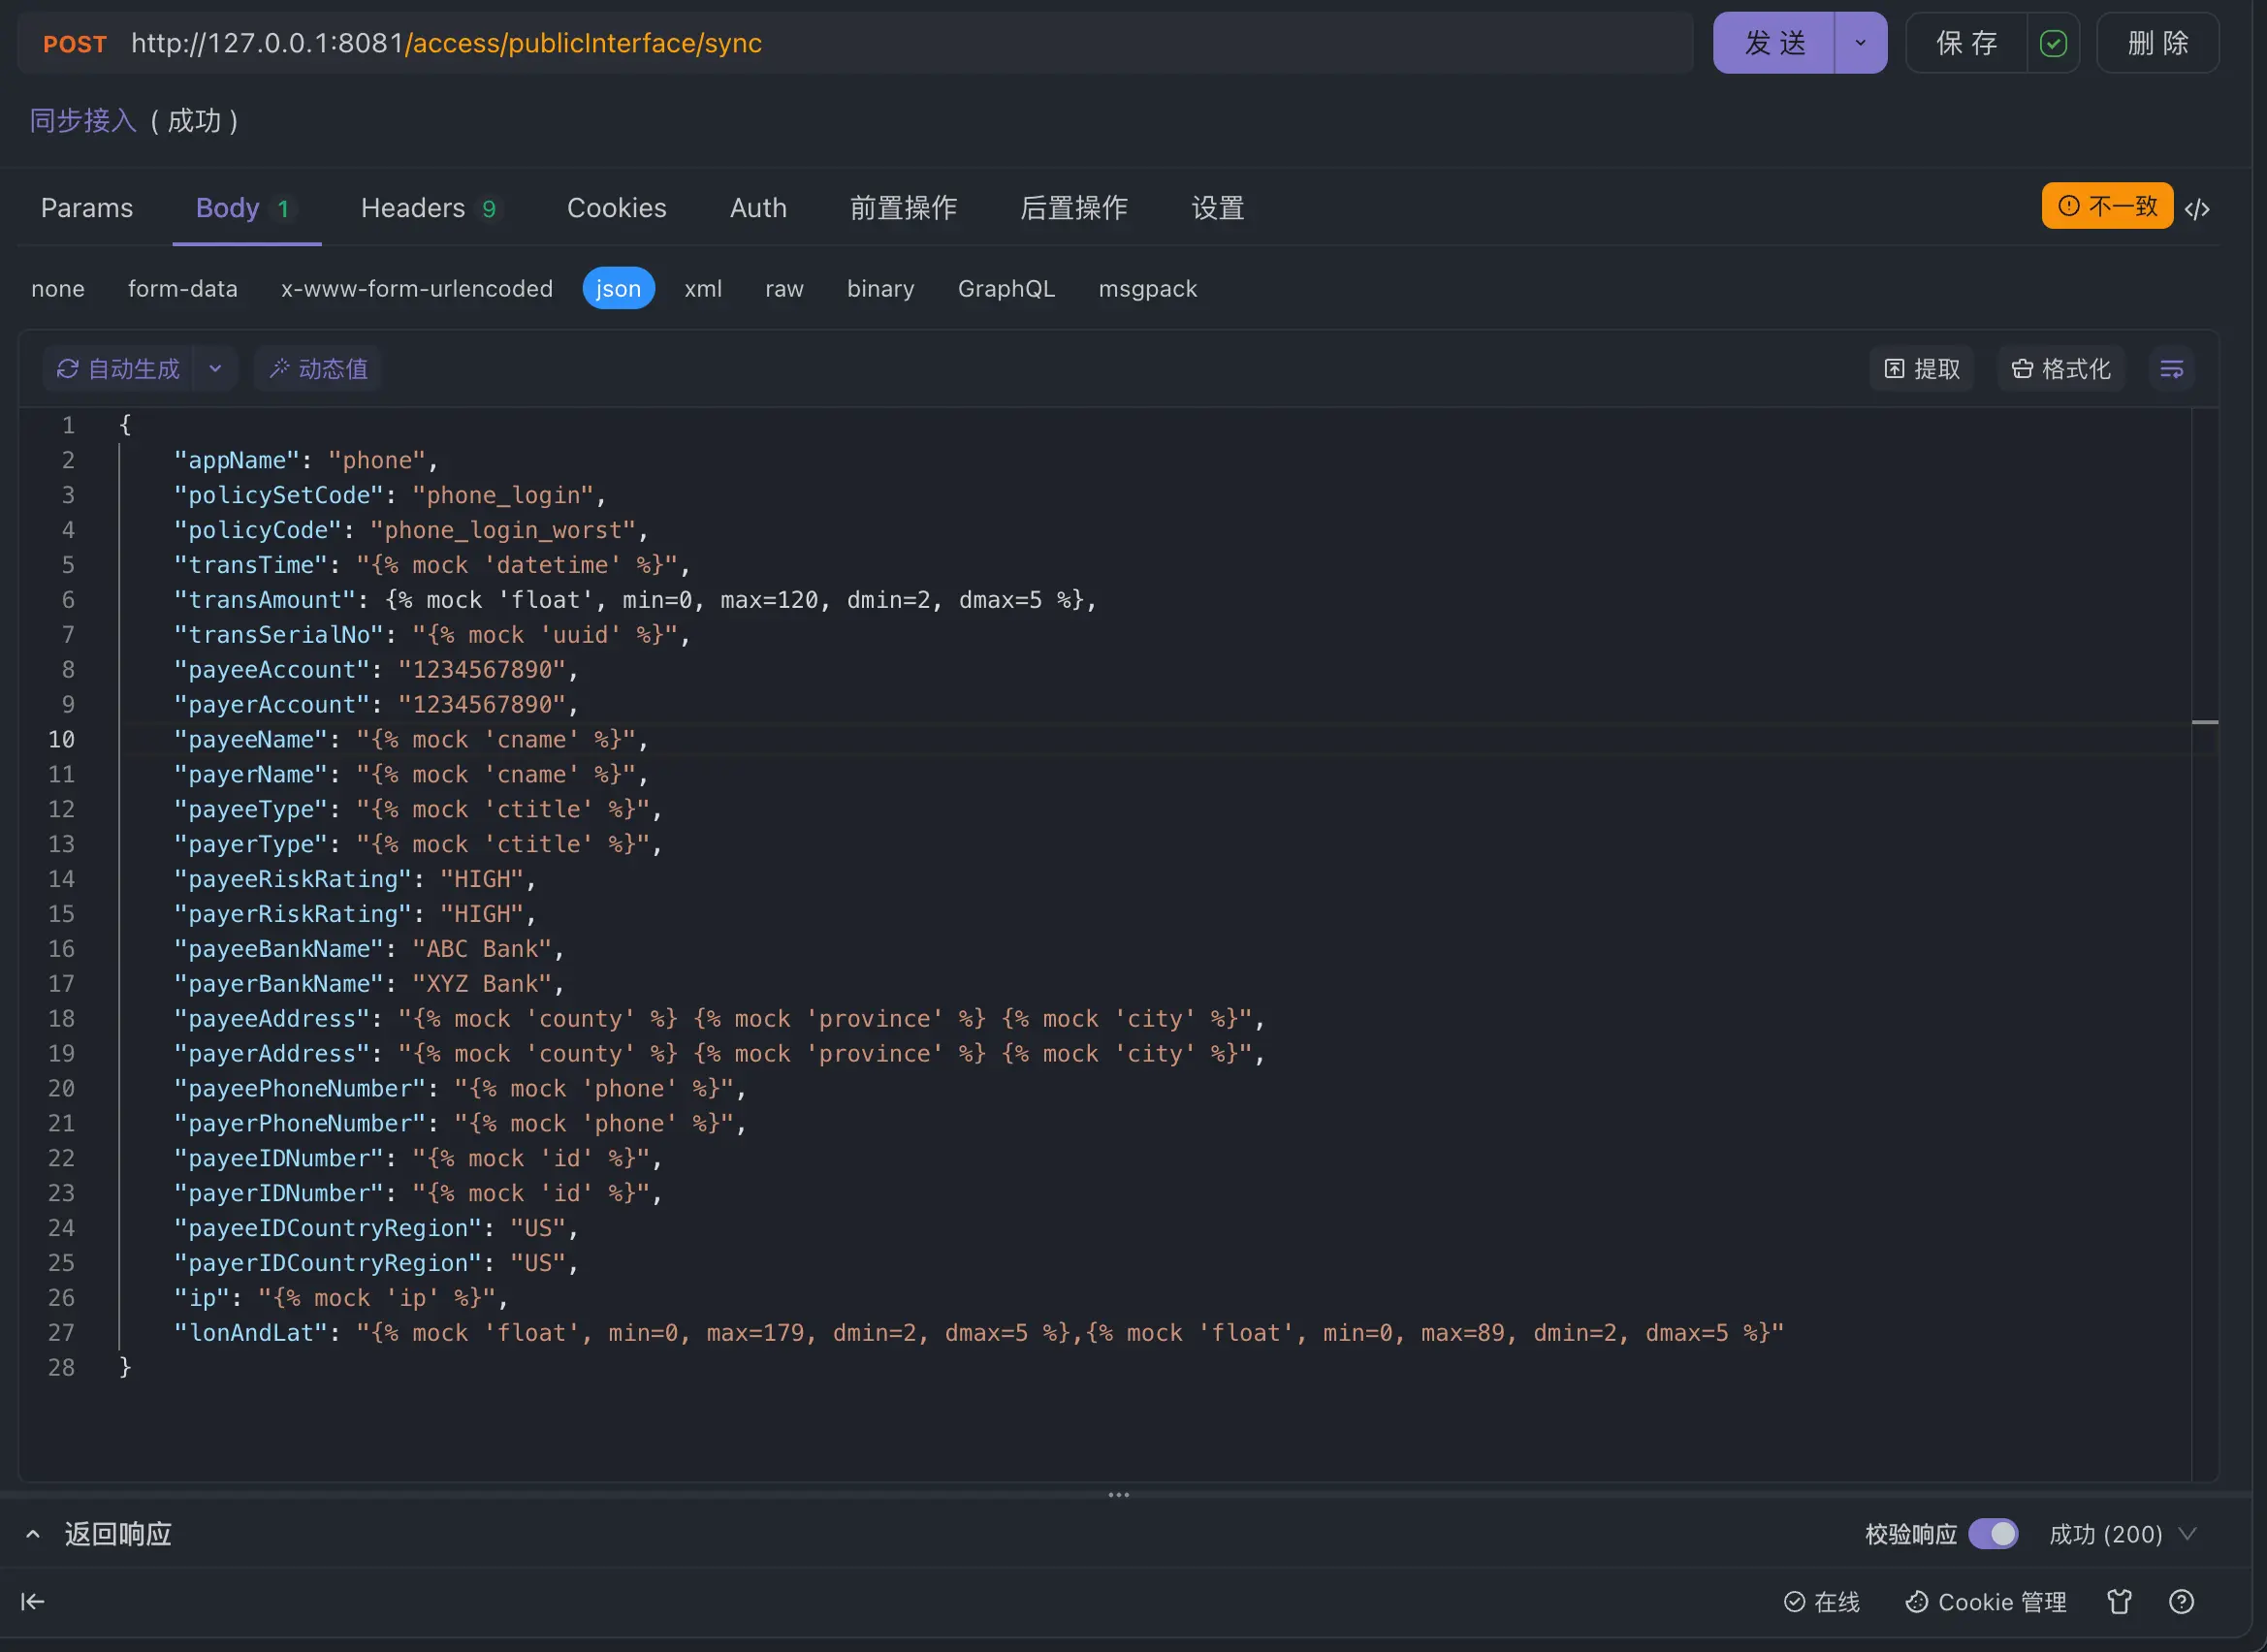 POST http://127.0.0.1:8081/access/publicInterface/sync 发 送 保 存 删 除
同步接入 ( 成功 )
Params Body 1 Headers 9 Cookies Auth 前置操作 后置操作 设置 不一致 </>
none form-data x-www-form-urlencoded json xml raw binary GraphQL msgpack
自动生成 动态值 提取 格式化
1 {
2 "appName": "phone",
3 "policySetCode": "phone_login",
4 "policyCode": "phone_login_worst",
5 "transTime": "{% mock 'datetime' %}",
6 "transAmount": {% mock 'float', min=0, max=120, dmin=2, dmax=5 %},
7 "transSerialNo": "{% mock 'uuid' %}",
8 "payeeAccount": "1234567890",
9 "payerAccount": "1234567890",
10 "payeeName": "{% mock 'cname' %}",
11 "payerName": "{% mock 'cname' %}",
12 "payeeType": "{% mock 'ctitle' %}",
13 "payerType": "{% mock 'ctitle' %}",
14 "payeeRiskRating": "HIGH",
15 "payerRiskRating": "HIGH",
16 "payeeBankName": "ABC Bank",
17 "payerBankName": "XYZ Bank",
18 "payeeAddress": "{% mock 'county' %} {% mock 'province' %} {% mock 'city' %}",
19 "payerAddress": "{% mock 'county' %} {% mock 'province' %} {% mock 'city' %}",
20 "payeePhoneNumber": "{% mock 'phone' %}",
21 "payerPhoneNumber": "{% mock 'phone' %}",
22 "payeeIDNumber": "{% mock 'id' %}",
23 "payerIDNumber": "{% mock 'id' %}",
24 "payeeIDCountryRegion": "US",
25 "payerIDCountryRegion": "US",
26 "ip": "{% mock 'ip' %}",
27 "lonAndLat": "{% mock 'float', min=0, max=179, dmin=2, dmax=5 %},{% mock 'float', min=0, max=89, dmin=2, dmax=5 %}"
28 }
返回响应 校验响应 成功 (200)
在线 Cookie 管理